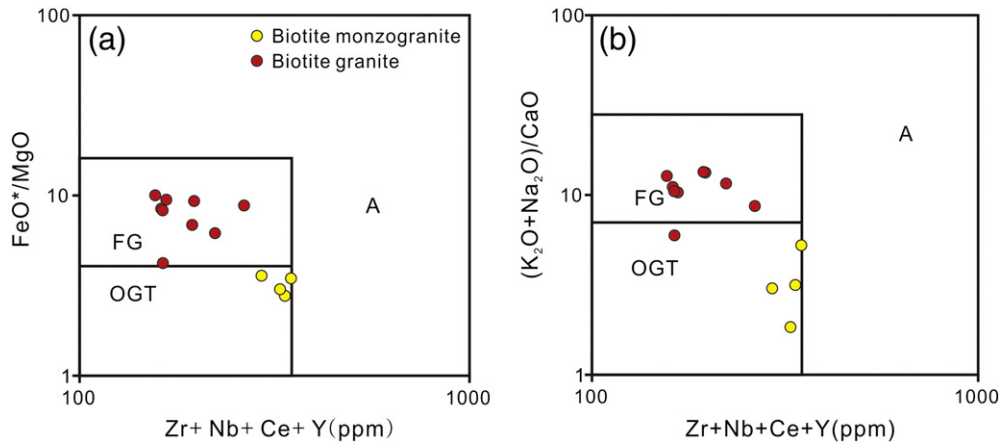 100
(a)
Biotite monzogranite
Biotite granite
FeO*/MgO
10
A
FG
OGT
1
100
1000
Zr+ Nb+ Ce+ Y(ppm)
100
(b)
A
(K₂O+Na₂O)/CaO
10
FG
OGT
1
100
1000
Zr+Nb+Ce+Y(ppm)